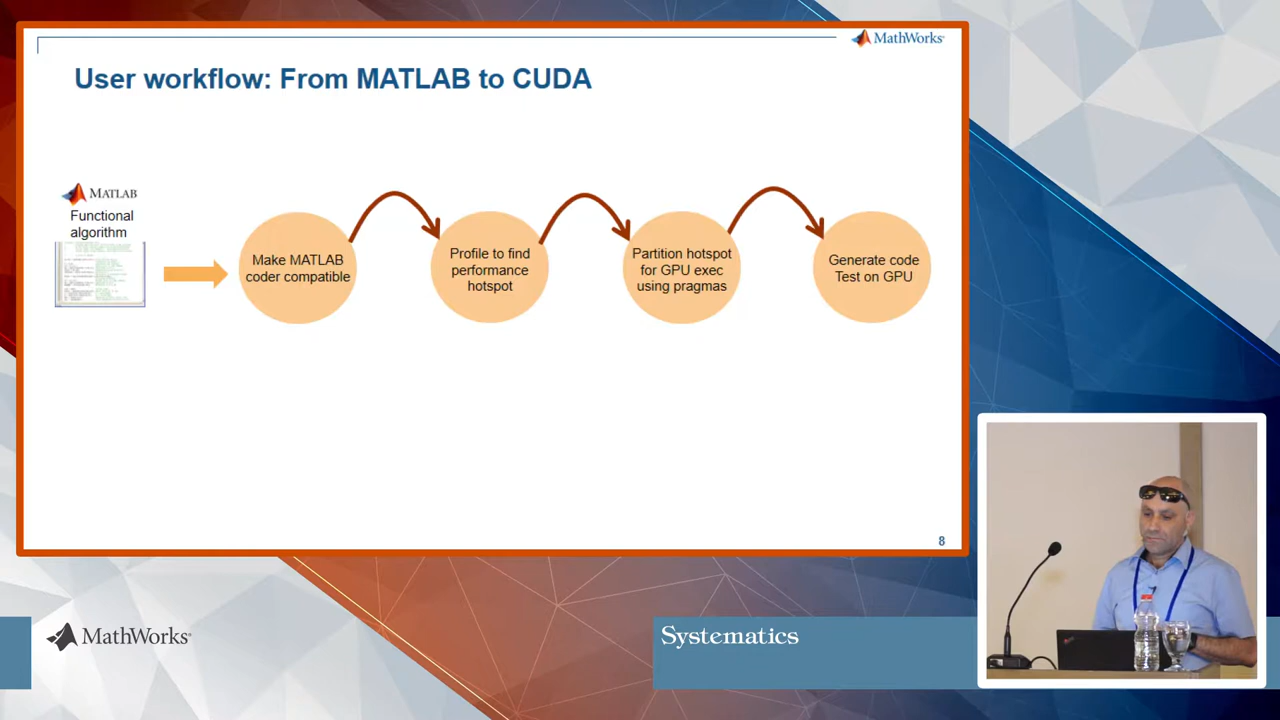 MathWorks®
User workflow: From MATLAB to CUDA
MATLAB
Functional
algorithm
Make MATLAB
coder compatible
Profile to find
performance
hotspot
Partition hotspot
for GPU exec
using pragmas
Generate code
Test on GPU
8
MathWorks®
Systematics